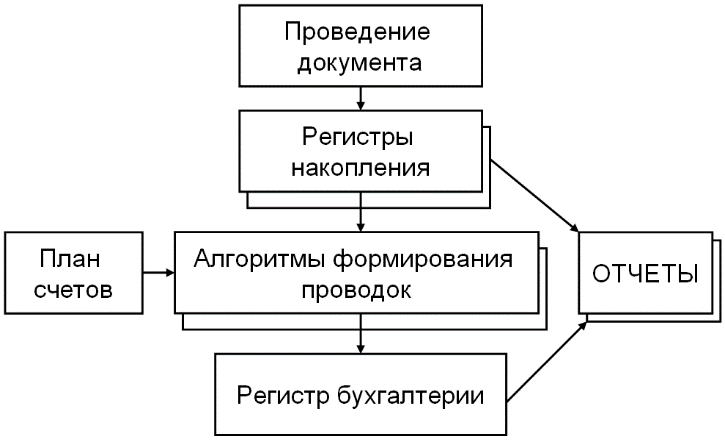 Проведение
документа
Регистры
накопления
План
счетов
Алгоритмы формирования
проводок
ОТЧЕТЫ
Регистр бухгалтерии